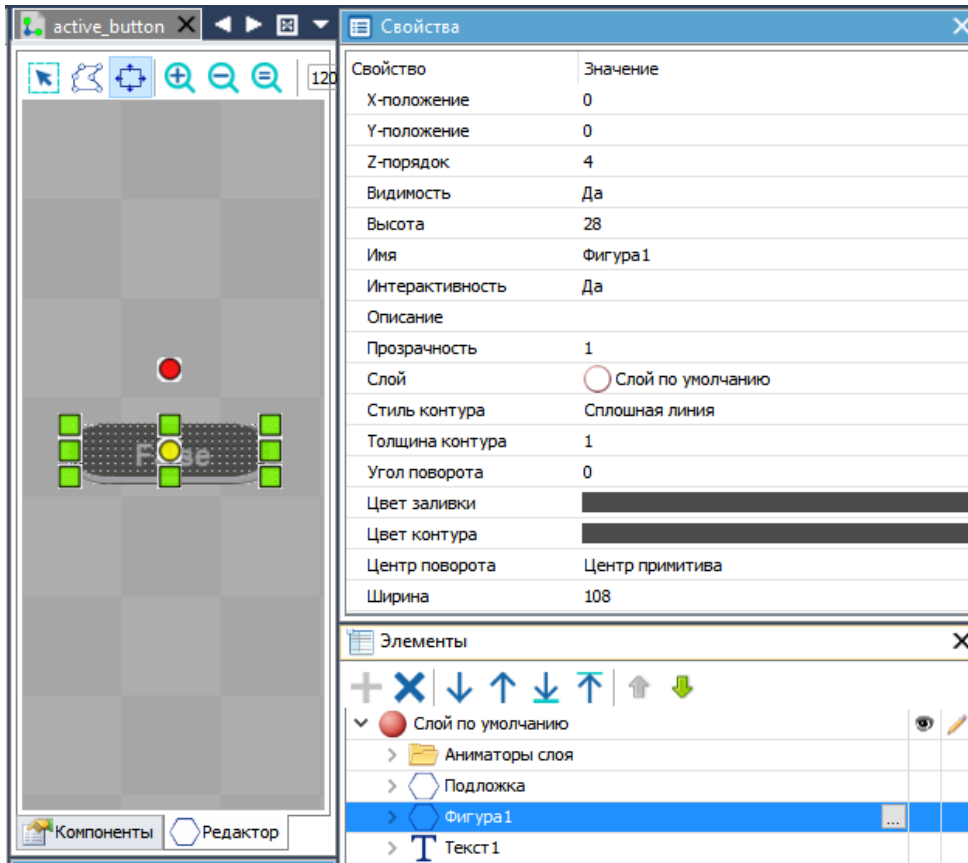 active_button
120
Компоненты
Редактор
Свойства
Свойство Значение
X-положение 0
Y-положение 0
Z-порядок 4
Видимость Да
Высота 28
Имя Фигура1
Интерактивность Да
Описание
Прозрачность 1
Слой Слой по умолчанию
Стиль контура Сплошная линия
Толщина контура 1
Угол поворота 0
Цвет заливки
Цвет контура
Центр поворота Центр примитива
Ширина 108
Элементы
Слой по умолчанию
Аниматоры слоя
Подложка
Фигура1 ...
Текст1